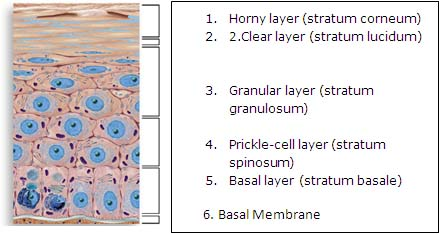 1. Horny layer (stratum corneum)
2. 2.Clear layer (stratum lucidum)
3. Granular layer (stratum
granulosum)
4. Prickle-cell layer (stratum
spinosum)
5. Basal layer (stratum basale)
6. Basal Membrane